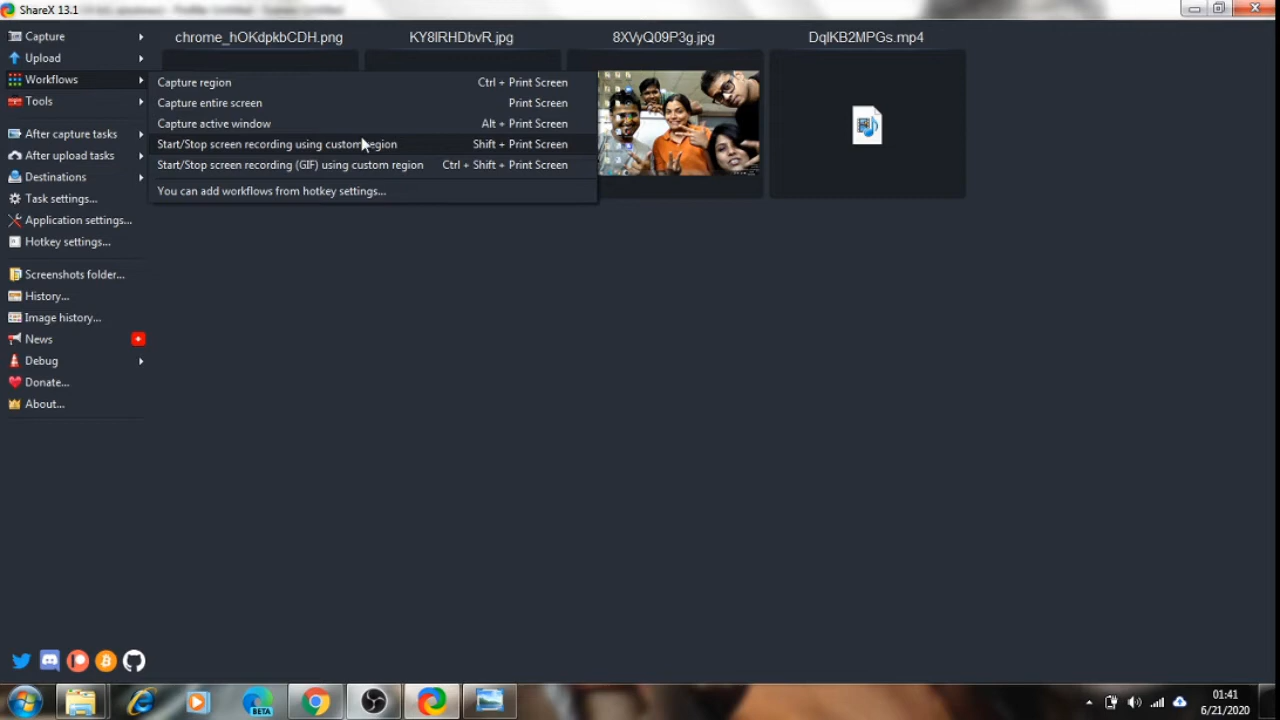 ShareX 13.1
Capture
Upload
Workflows
Tools
After capture tasks
After upload tasks
Destinations
Task settings...
Application settings...
Hotkey settings...
Screenshots folder...
History...
Image history...
News
Debug
Donate...
About...
chrome_hOKdpkbCDH.png
KY8lRHDbvR.jpg
8XVyQ09P3g.jpg
DqlKB2MPGs.mp4
Capture region Ctrl + Print Screen
Capture entire screen Print Screen
Capture active window Alt + Print Screen
Start/Stop screen recording using custom region Shift + Print Screen
Start/Stop screen recording (GIF) using custom region Ctrl + Shift + Print Screen
You can add workflows from hotkey settings...
BETA
01:41
6/21/2020